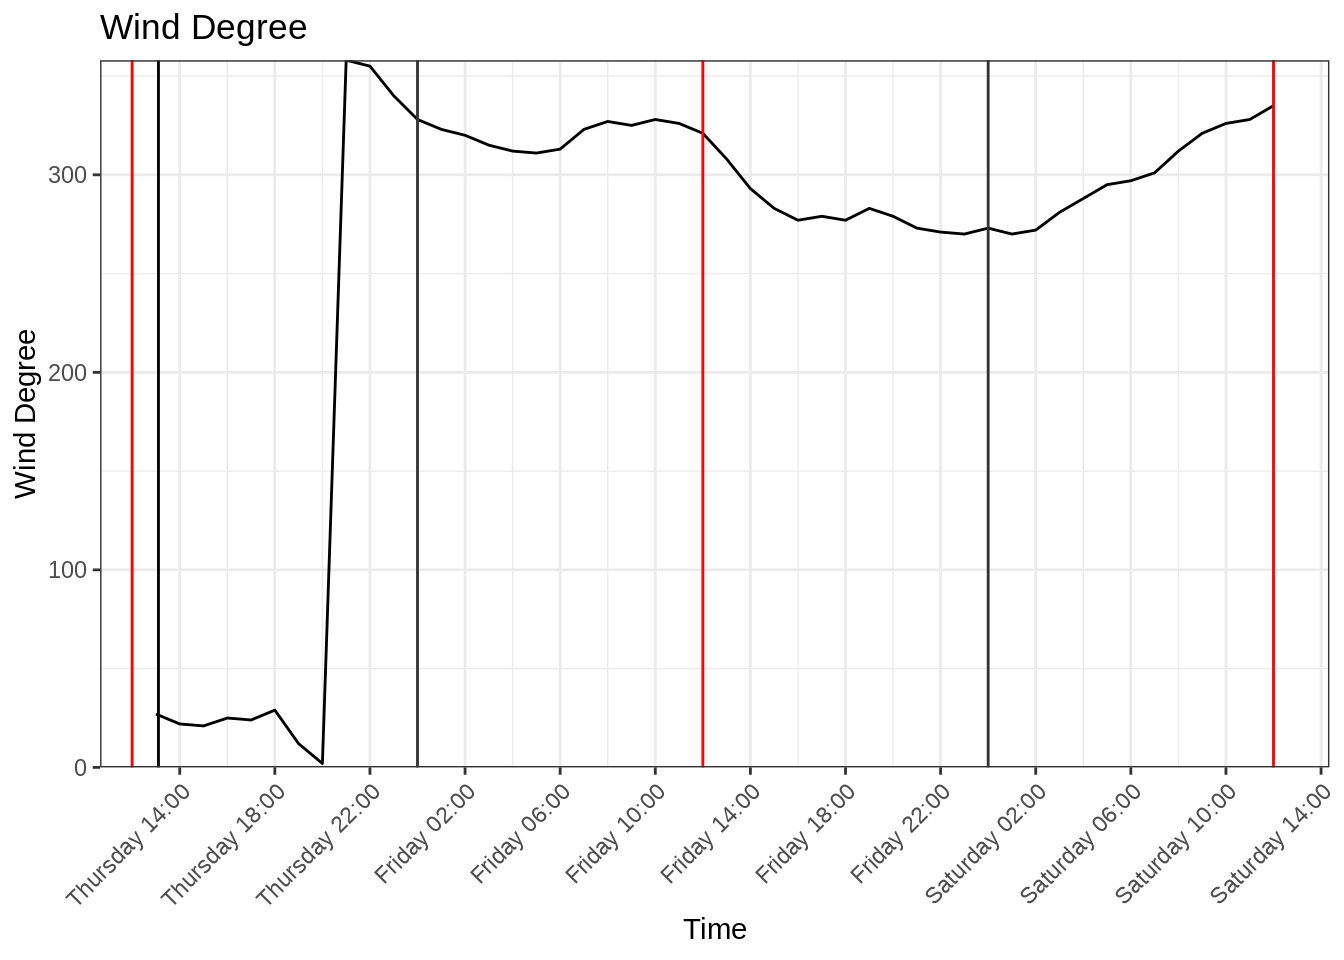 Wind Degree
Wind Degree
300
200
100
0
Thursday 14:00
Thursday 18:00
Thursday 22:00
Friday 02:00
Friday 06:00
Friday 10:00
Friday 14:00
Friday 18:00
Friday 22:00
Saturday 02:00
Saturday 06:00
Saturday 10:00
Saturday 14:00
Time